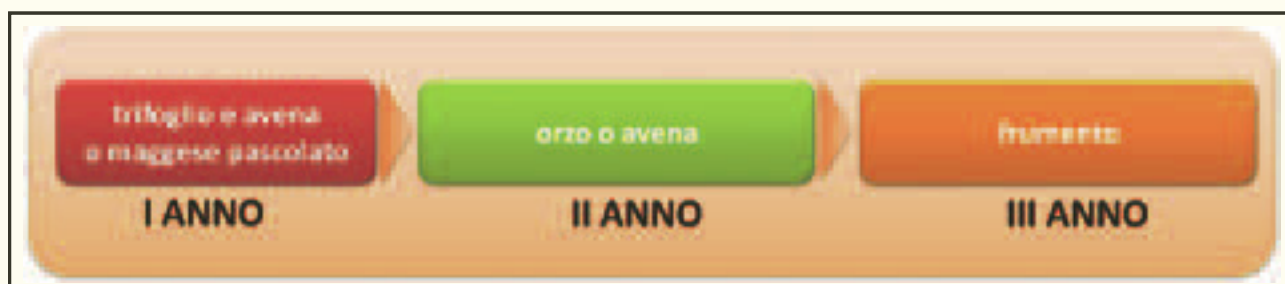 trifoglio e avena
o maggese pascolato
orzo o avena
frumento
I ANNO
II ANNO
III ANNO